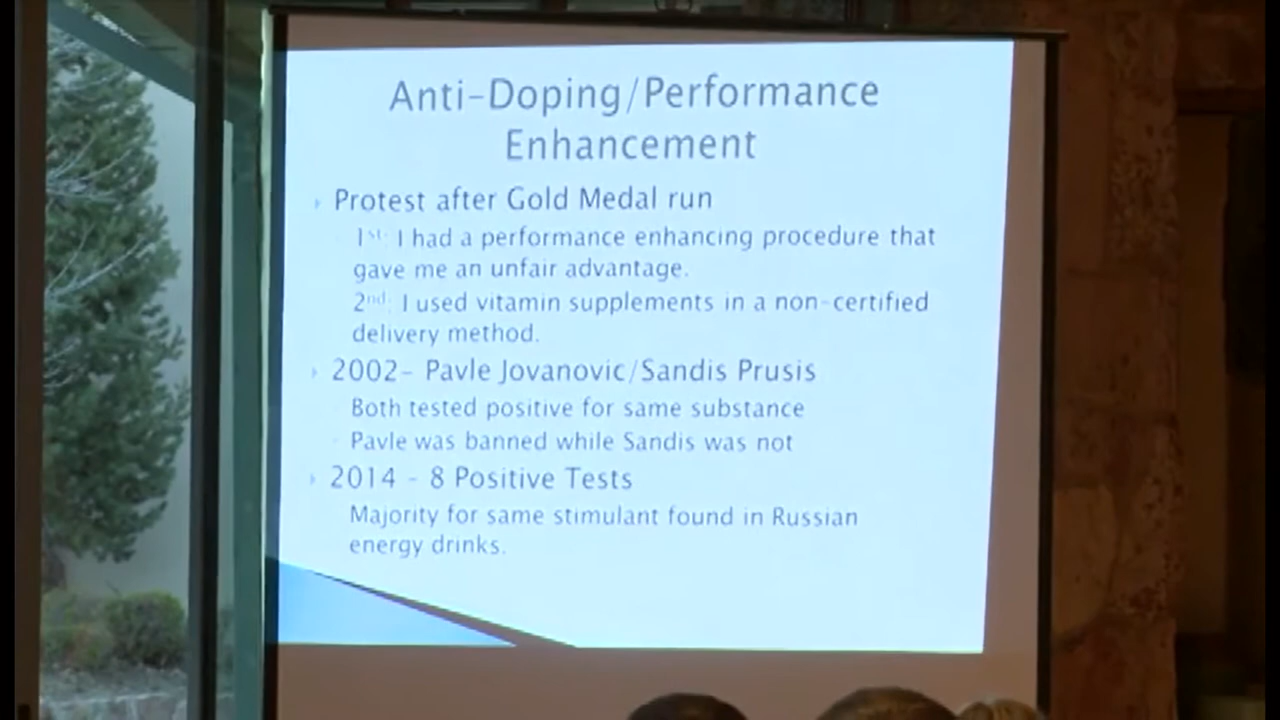 Anti-Doping/Performance
Enhancement
Protest after Gold Medal run
1st: I had a performance enhancing procedure that
gave me an unfair advantage.
2nd: I used vitamin supplements in a non-certified
delivery method.
2002- Pavle Jovanovic/Sandis Prusis
Both tested positive for same substance
Pavle was banned while Sandis was not
2014 - 8 Positive Tests
Majority for same stimulant found in Russian
energy drinks.